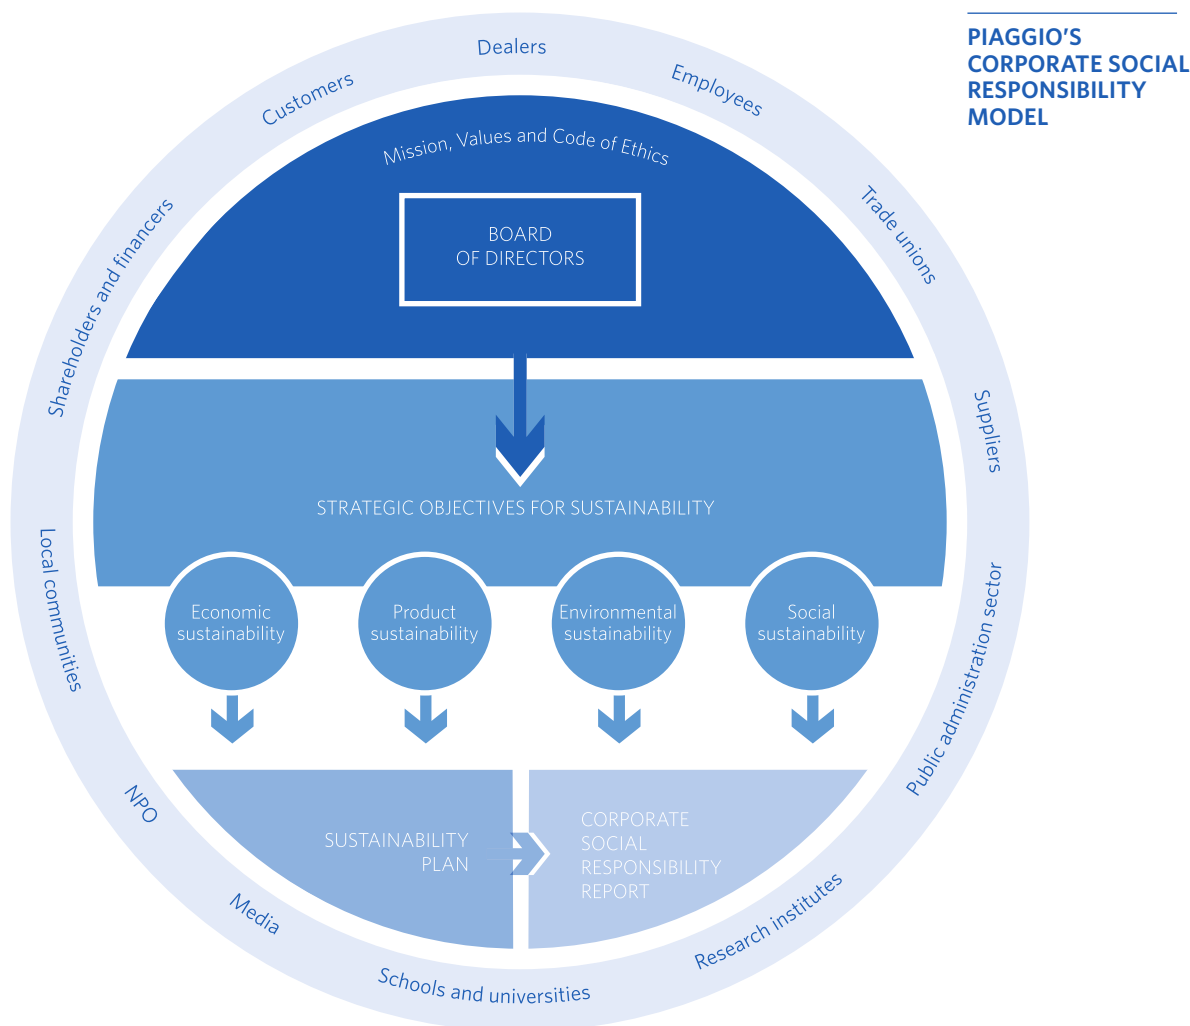 PIAGGIO’S
CORPORATE SOCIAL
RESPONSIBILITY
MODEL
Dealers
Employees
Trade unions
Suppliers
Public administration sector
Research institutes
Schools and universities
Media
NPO
Local communities
Shareholders and financers
Customers
Mission, Values and Code of Ethics
BOARD
OF DIRECTORS
STRATEGIC OBJECTIVES FOR SUSTAINABILITY
Economic
sustainability
Product
sustainability
Environmental
sustainability
Social
sustainability
SUSTAINABILITY
PLAN
CORPORATE
SOCIAL
RESPONSIBILITY
REPORT